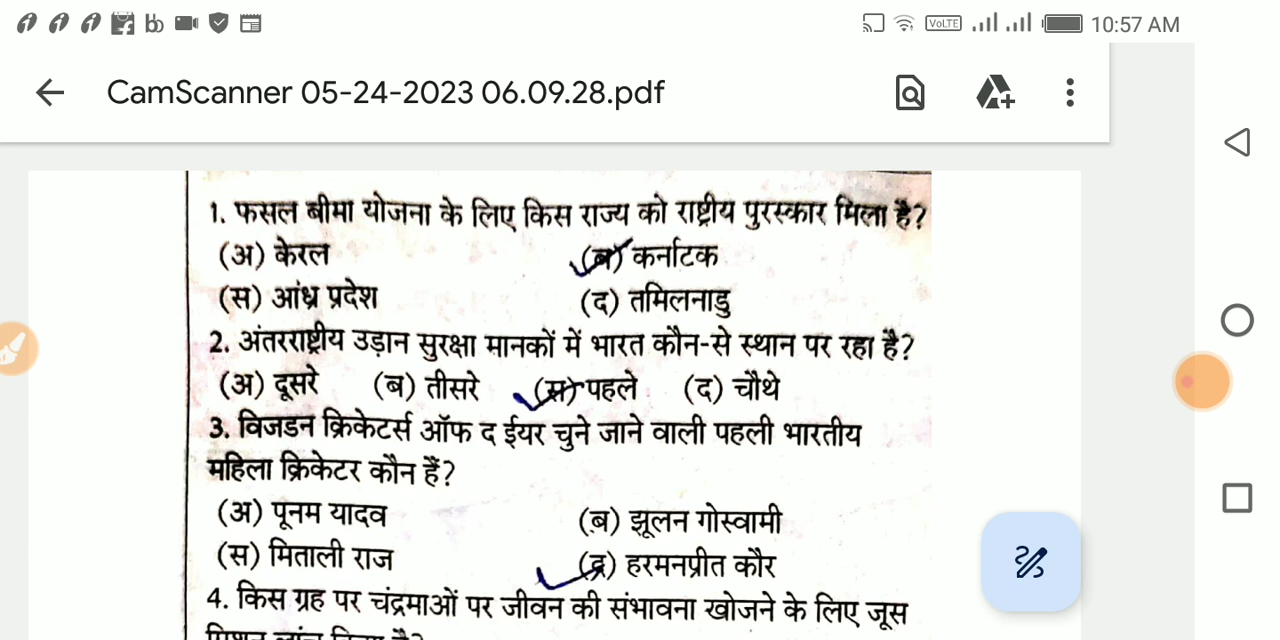 10:57 AM
CamScanner 05-24-2023 06.09.28.pdf
1. फसल बीमा योजना के लिए किस राज्य को राष्ट्रीय पुरस्कार मिला है?
(अ) केरल (ब) कर्नाटक
(स) आंध्र प्रदेश (द) तमिलनाडु
2. अंतरराष्ट्रीय उड़ान सुरक्षा मानकों में भारत कौन-से स्थान पर रहा है?
(अ) दूसरे (ब) तीसरे (स) पहले (द) चौथे
3. विजडन क्रिकेटर्स ऑफ द ईयर चुने जाने वाली पहली भारतीय
महिला क्रिकेटर कौन हैं?
(अ) पूनम यादव (ब) झूलन गोस्वामी
(स) मिताली राज (द) हरमनप्रीत कौर
4. किस ग्रह पर चंद्रमाओं पर जीवन की संभावना खोजने के लिए जूस